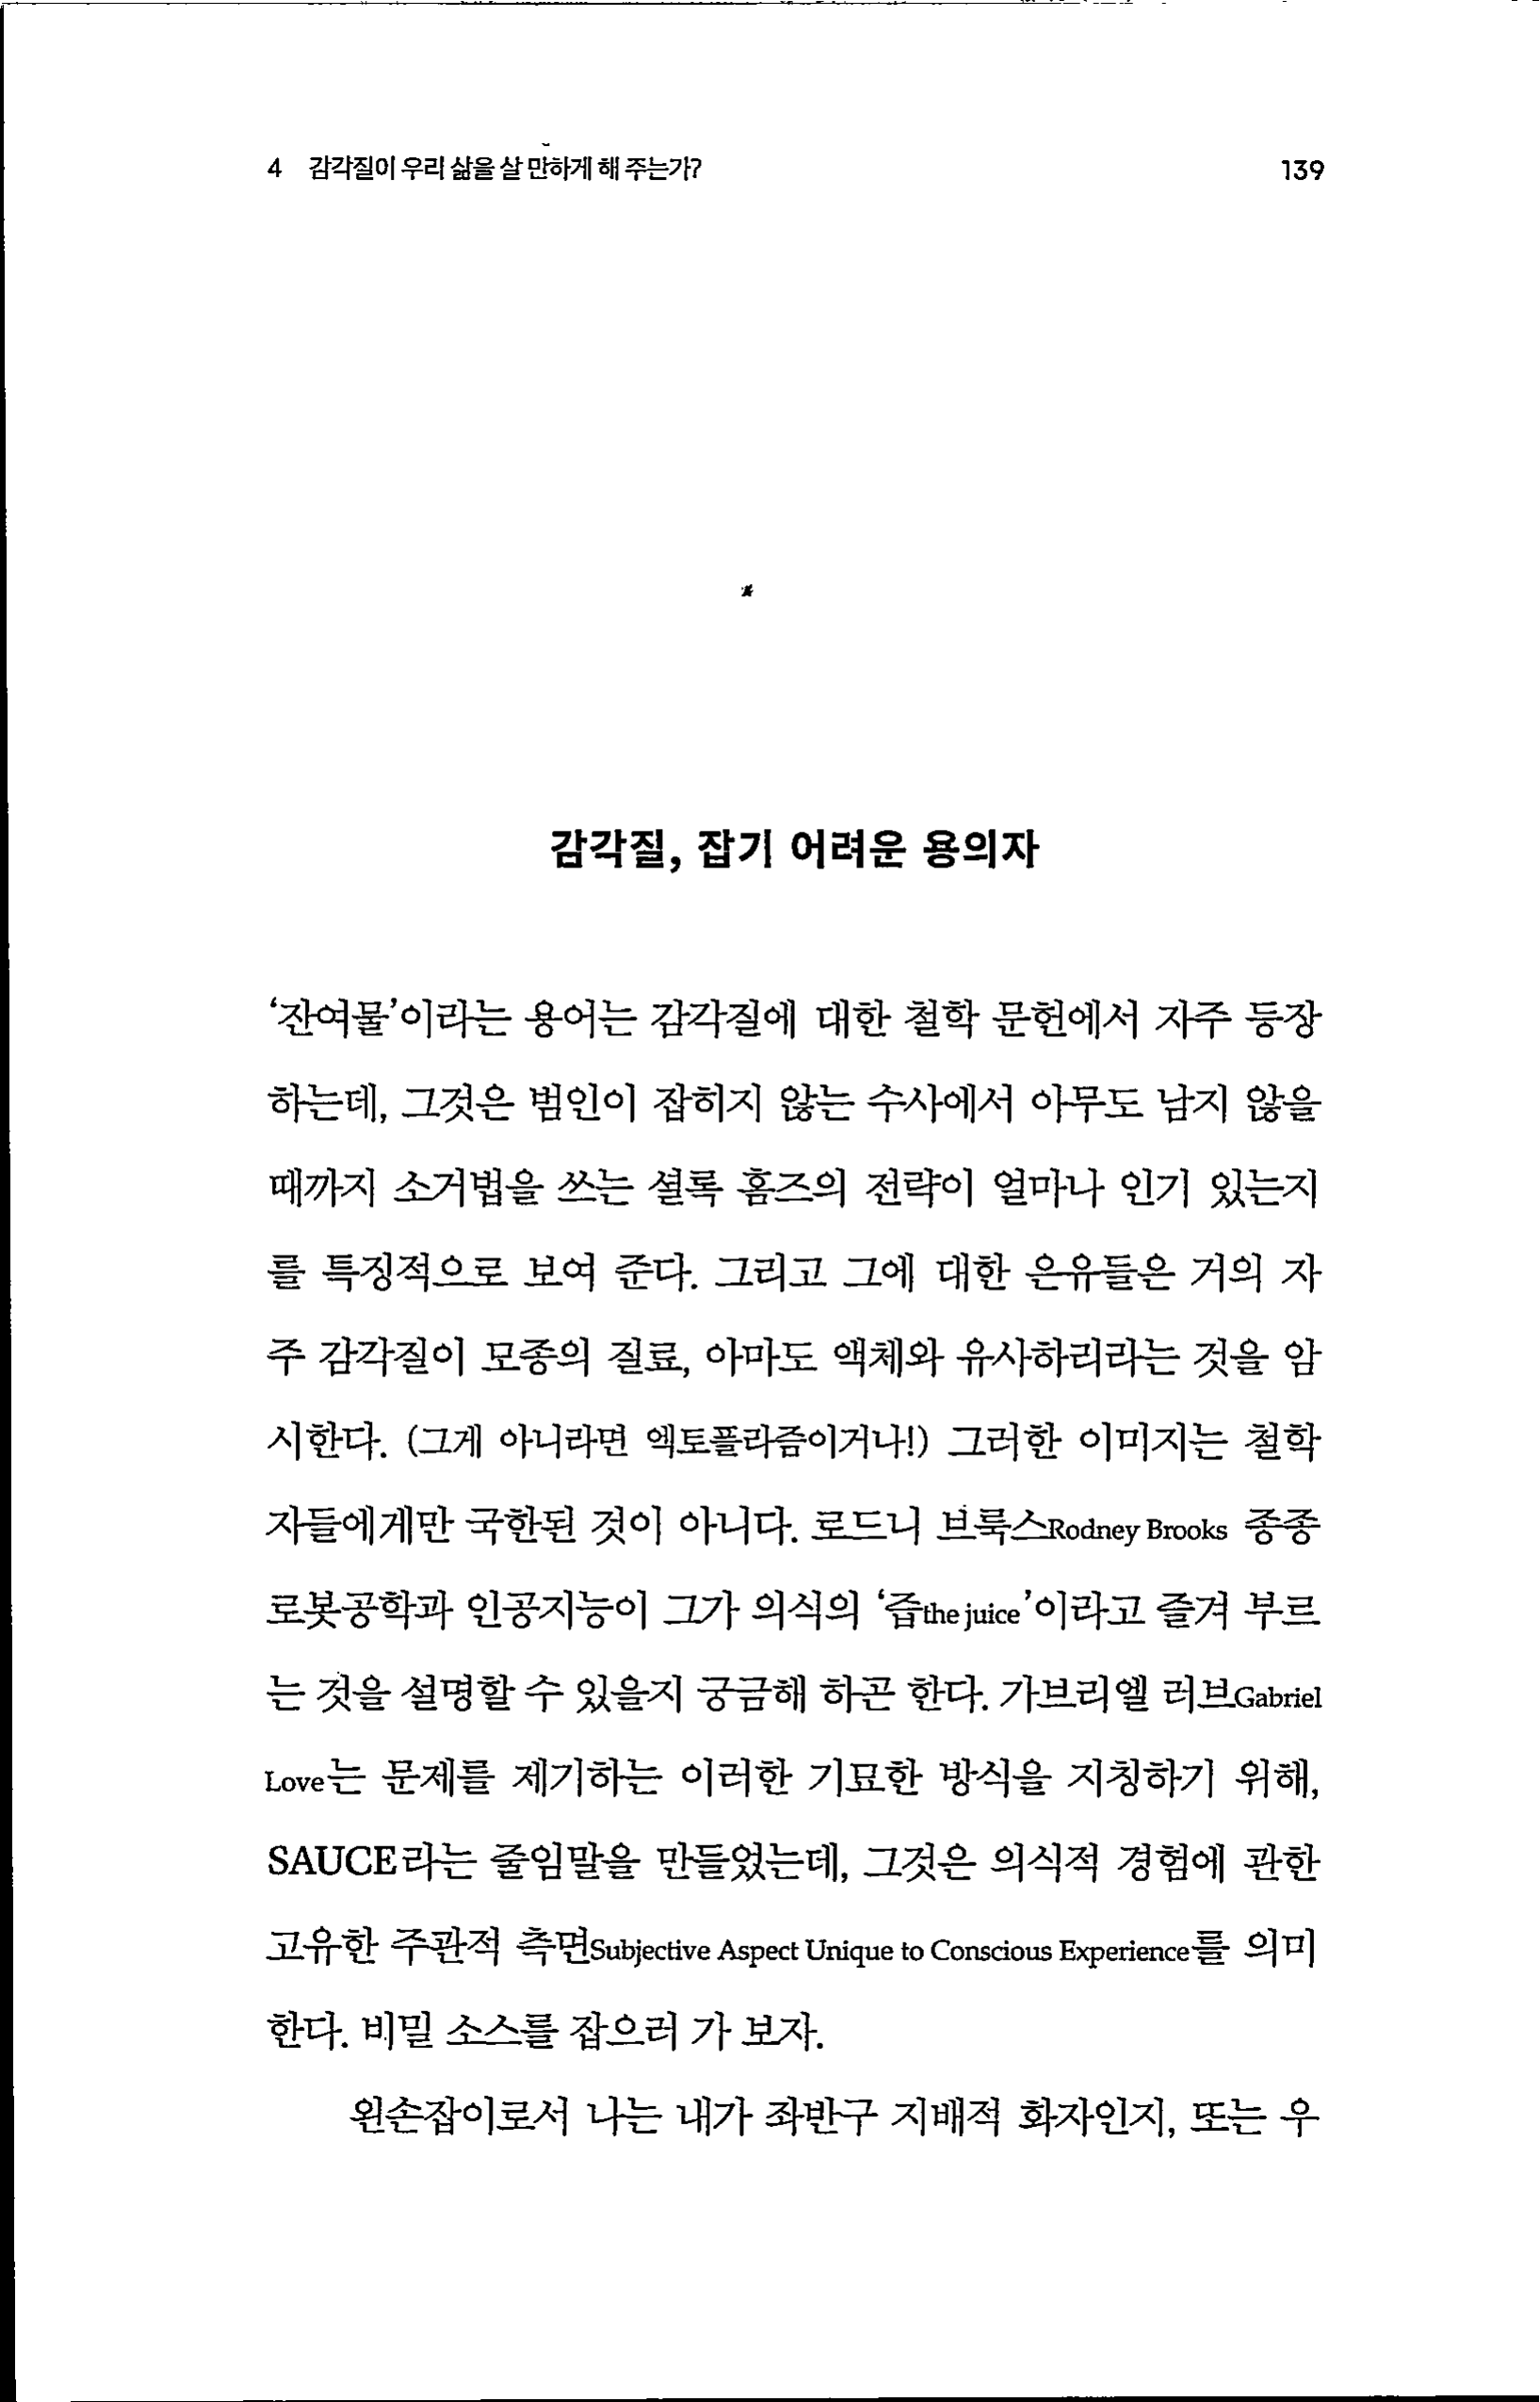 4 감각질이 우리 삶을 살 만하게 해 주는가?
139
감각질, 잡기 어려운 용의자
‘잔여물’이라는 용어는 감각질에 대한 철학 문헌에서 자주 등장
하는데, 그것은 범인이 잡히지 않는 수사에서 아무도 남지 않을
때까지 소거법을 쓰는 셜록 홈즈의 전략이 얼마나 인기 있는지
를 특징적으로 보여 준다. 그리고 그에 대한 은유들은 거의 자
주 감각질이 모종의 질료, 아마도 액체와 유사하리라는 것을 암
시한다. (그게 아니라면 엑토플라즘이거나!) 그러한 이미지는 철학
자들에게만 국한된 것이 아니다. 로드니 브룩스Rodney Brooks 종종
로봇공학과 인공지능이 그가 의식의 ‘즙the juice’이라고 즐겨 부르
는 것을 설명할 수 있을지 궁금해 하곤 한다. 가브리엘 러브Gabriel
Love는 문제를 제기하는 이러한 기묘한 방식을 지칭하기 위해,
SAUCE라는 줄임말을 만들었는데, 그것은 의식적 경험에 관한
고유한 주관적 측면Subjective Aspect Unique to Conscious Experience를 의미
한다. 비밀 소스를 잡으러 가 보자.
왼손잡이로서 나는 내가 좌반구 지배적 화자인지, 또는 우